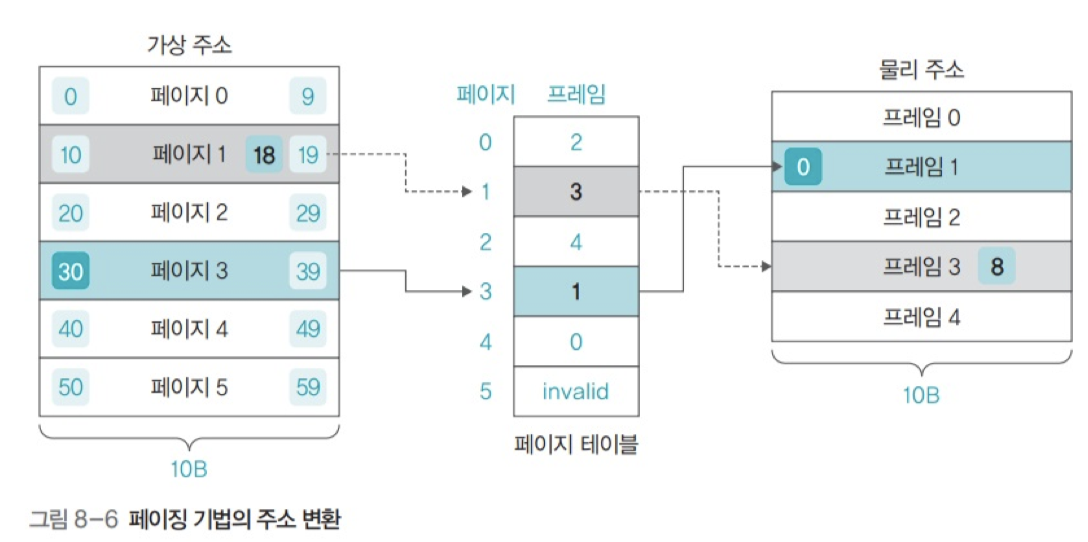 가상 주소
0 페이지 0 9
10 페이지 1 18 19
20 페이지 2 29
30 페이지 3 39
40 페이지 4 49
50 페이지 5 59
10B
페이지 프레임
0 2
1 3
2 4
3 1
4 0
5 invalid
페이지 테이블
물리 주소
프레임 0
0 프레임 1
프레임 2
프레임 3 8
프레임 4
10B
그림 8-6 페이징 기법의 주소 변환